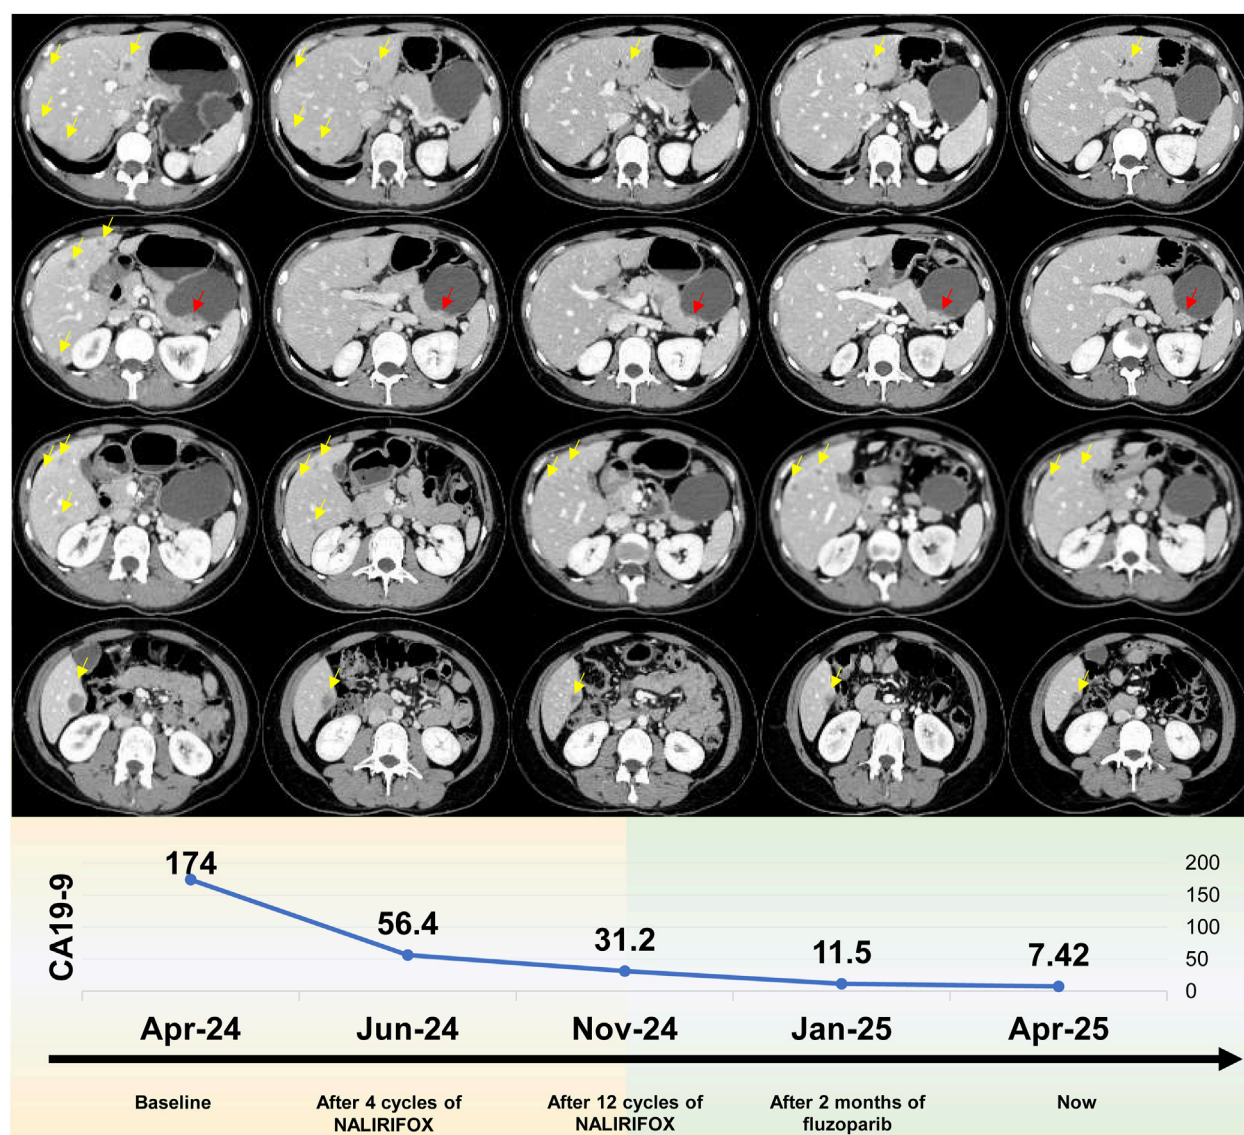 CA19-9
174
56.4
31.2
11.5
7.42
200
150
100
50
0
Apr-24
Jun-24
Nov-24
Jan-25
Apr-25
Baseline
After 4 cycles of
NALIRIFOX
After 12 cycles of
NALIRIFOX
After 2 months of
fluzoparib
Now